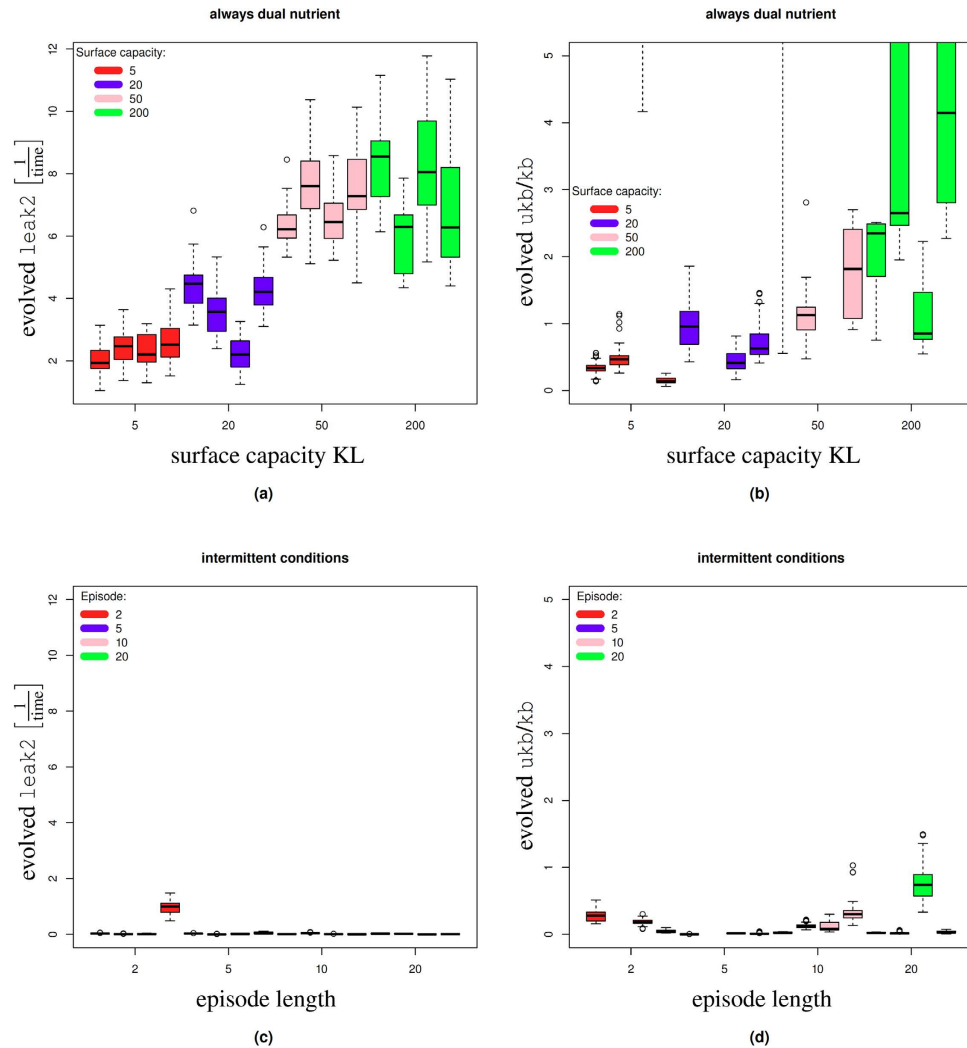 always dual nutrient
Surface capacity:
5
20
50
200
evolved leak2 [1/time]
0
2
4
6
8
10
12
5
20
50
200
surface capacity KL
(a)
always dual nutrient
Surface capacity:
5
20
50
200
evolved ukb/kb
0
1
2
3
4
5
5
20
50
200
surface capacity KL
(b)
intermittent conditions
Episode:
2
5
10
20
evolved leak2 [1/time]
0
2
4
6
8
10
12
2
5
10
20
episode length
(c)
intermittent conditions
Episode:
2
5
10
20
evolved ukb/kb
0
1
2
3
4
5
2
5
10
20
episode length
(d)